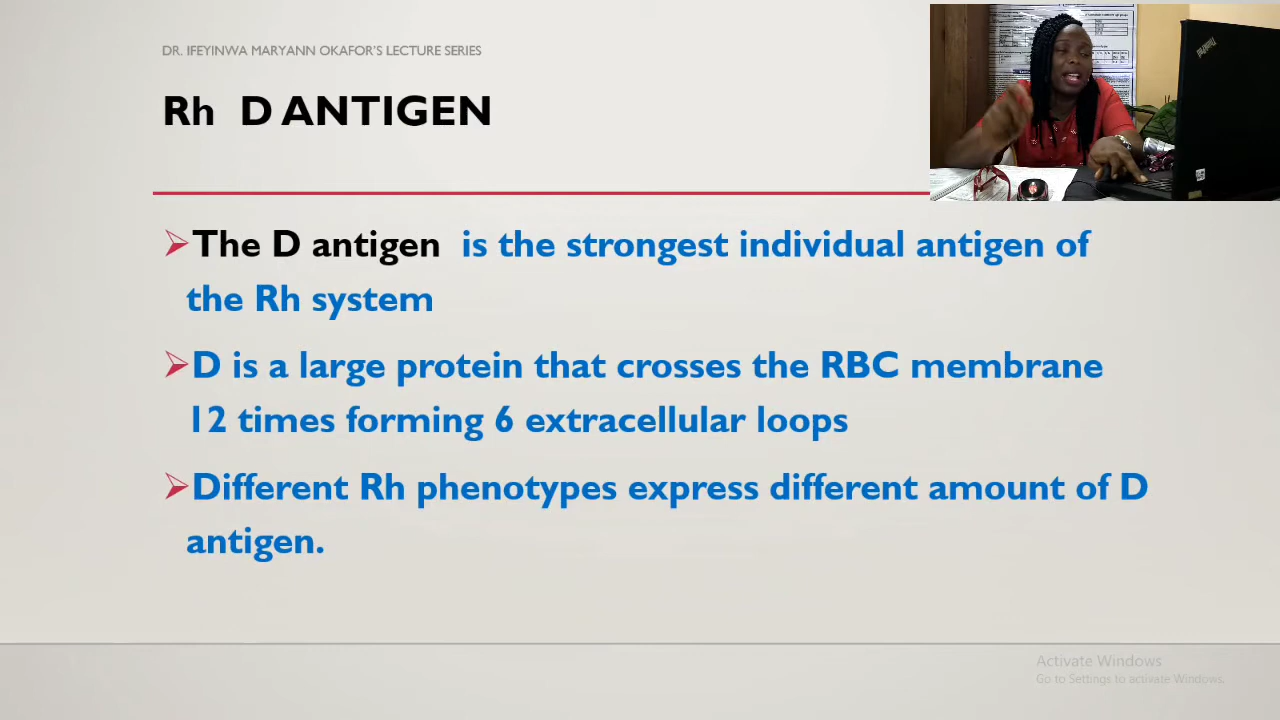 DR. IFEYINWA MARYANN OKAFOR'S LECTURE SERIES
Rh D ANTIGEN
The D antigen is the strongest individual antigen of
the Rh system
D is a large protein that crosses the RBC membrane
12 times forming 6 extracellular loops
Different Rh phenotypes express different amount of D
antigen.
Activate Windows
Go to Settings to activate Windows.